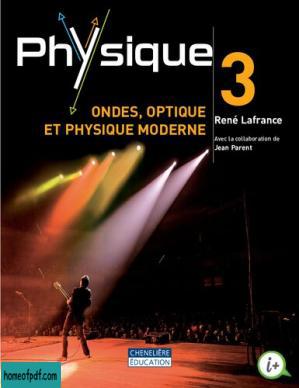 Physique 3
ONDES, OPTIQUE
ET PHYSIQUE MODERNE
René Lafrance
Avec la collaboration de
Jean Parent
CHENELIÈRE
ÉDUCATION
i+
homeofpdf.com